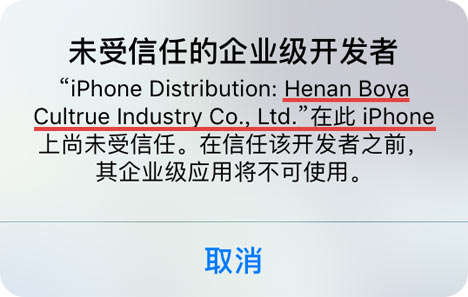 未受信任的企业级开发者
“iPhone Distribution: Henan Boya
Cultrue Industry Co., Ltd.”在此 iPhone
上尚未受信任。在信任该开发者之前，
其企业级应用将不可使用。
取消